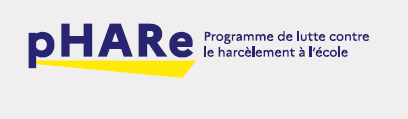 pHARe
Programme de lutte contre
le harcèlement à l'école